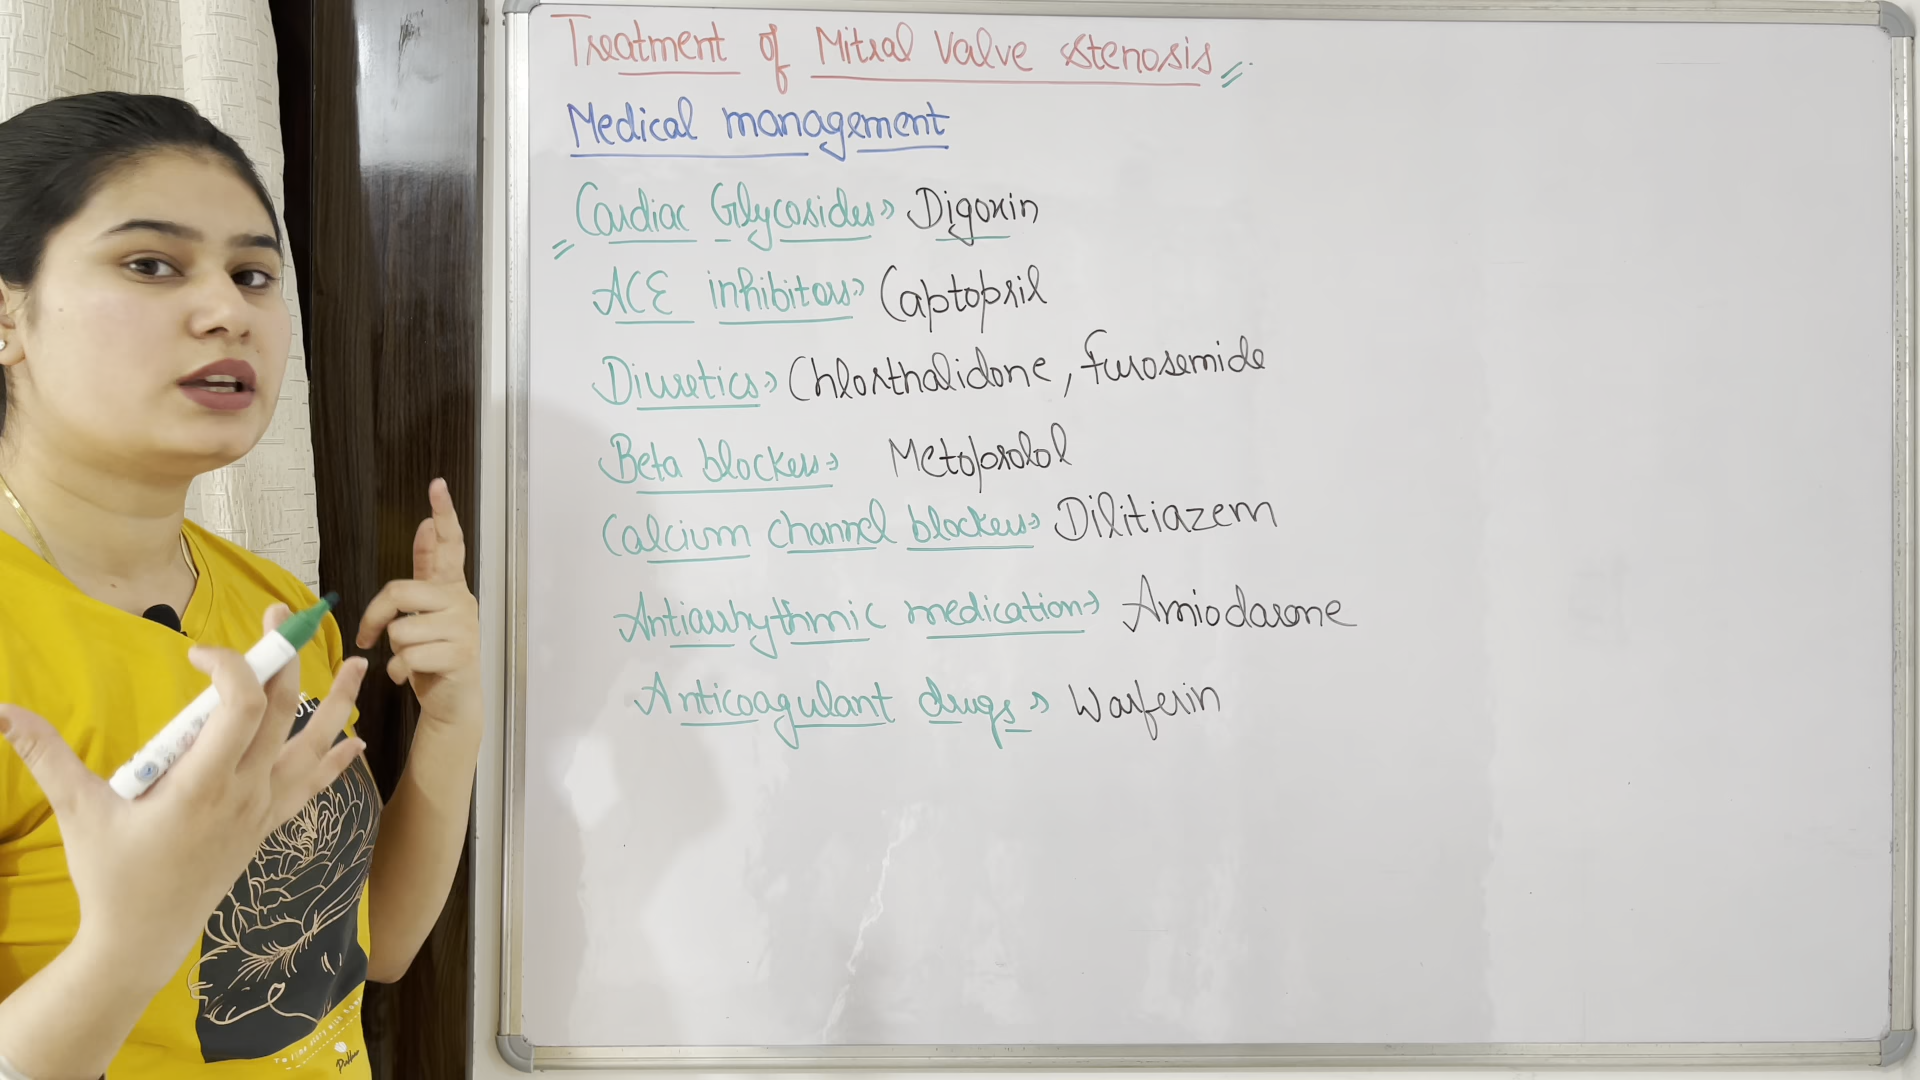 Treatment of Mitral Valve Stenosis
Medical management
Cardiac Glycosides → Digoxin
ACE inhibitors → Captopril
Diuretics → Chlorthalidone, furosemide
Beta blockers → Metoprolol
Calcium channel blockers → Dilitiazem
Antiarrhythmic medication → Amiodarone
Anticoagulant drugs → Warferin